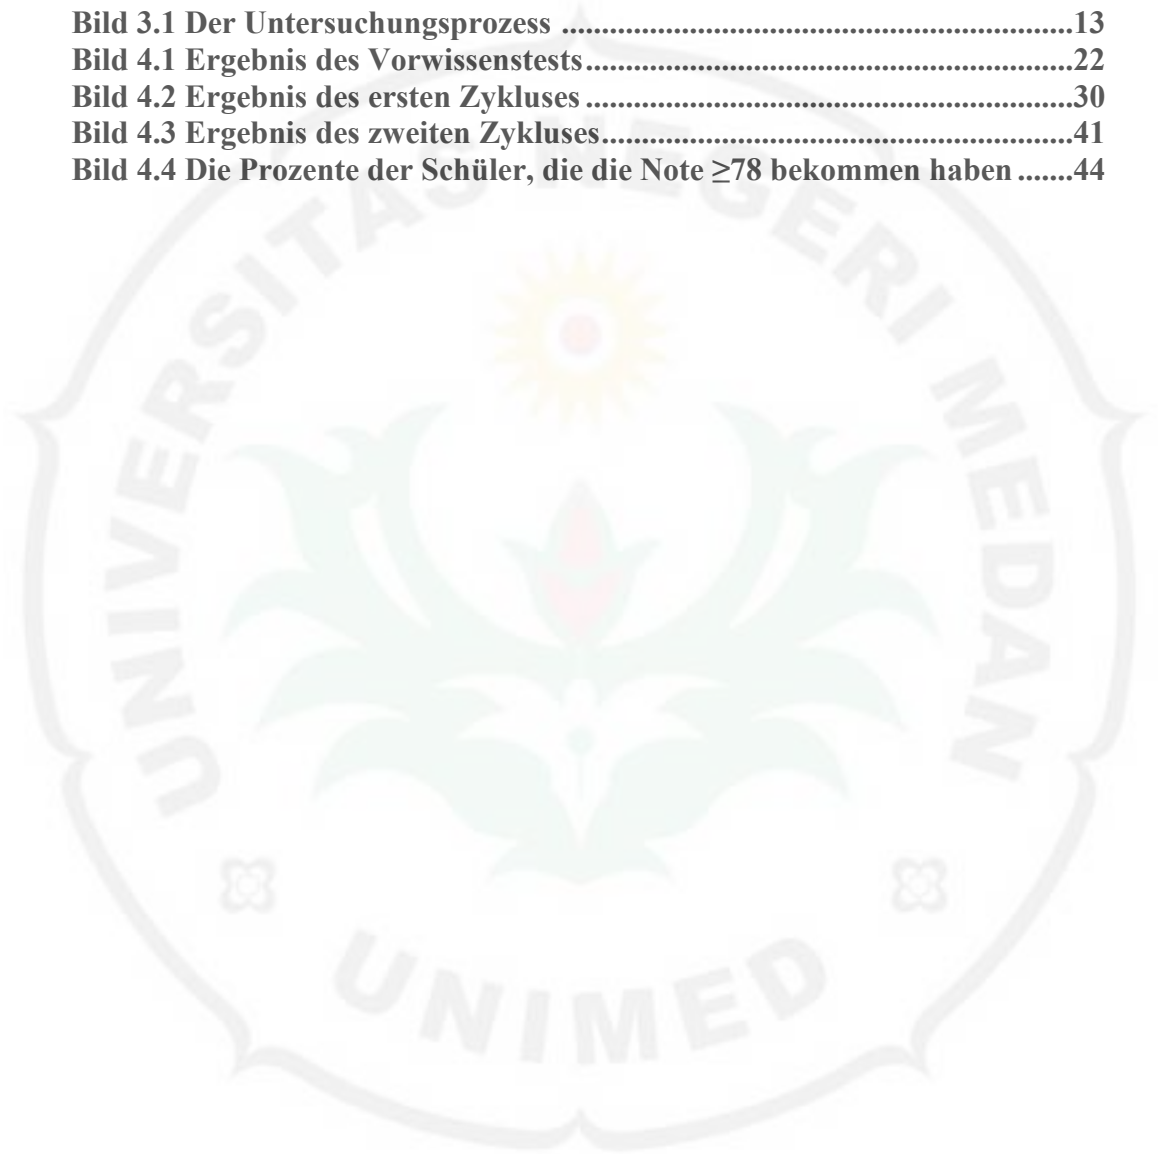 Bild 3.1 Der Untersuchungsprozess ...............................................................13
Bild 4.1 Ergebnis des Vorwissenstests............................................................22
Bild 4.2 Ergebnis des ersten Zykluses ............................................................30
Bild 4.3 Ergebnis des zweiten Zykluses..........................................................41
Bild 4.4 Die Prozente der Schüler, die die Note ≥78 bekommen haben .......44
UNIVERSITAS NEGERI MEDAN
UNIMED